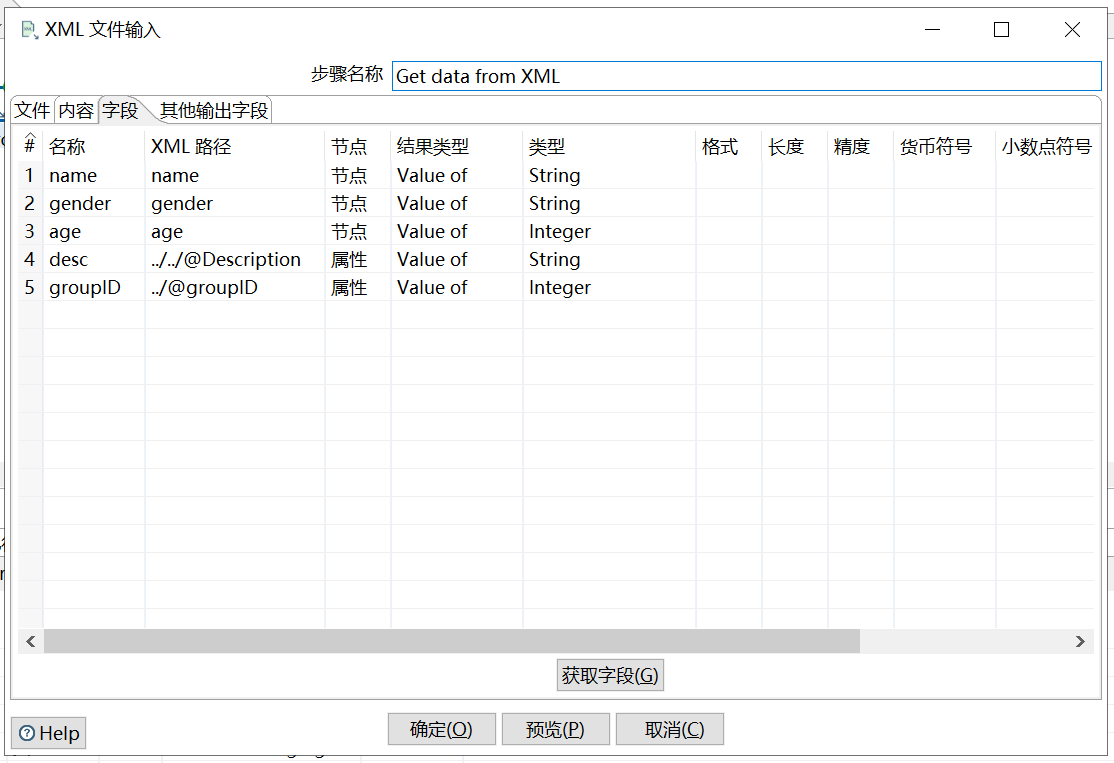 XML 文件输入
步骤名称 Get data from XML
文件 内容 字段 其他输出字段
# 名称 XML 路径 节点 结果类型 类型 格式 长度 精度 货币符号 小数点符号
1 name name 节点 Value of String
2 gender gender 节点 Value of String
3 age age 节点 Value of Integer
4 desc ../../@Description 属性 Value of String
5 groupID ../@groupID 属性 Value of Integer
获取字段(G)
Help 确定(O) 预览(P) 取消(C)